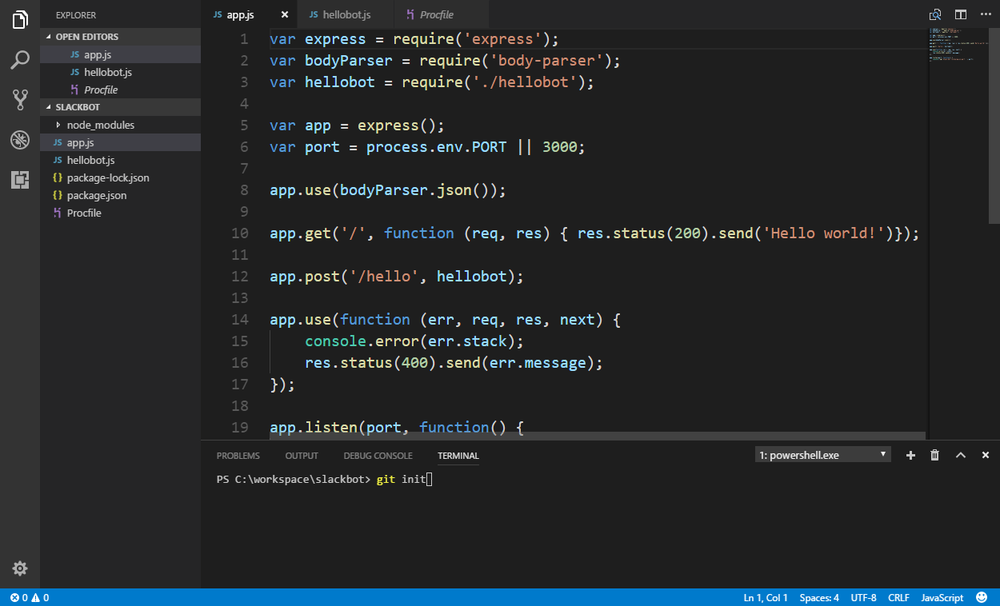 EXPLORER
OPEN EDITORS
JS app.js
JS hellobot.js
Procfile
SLACKBOT
node_modules
JS app.js
JS hellobot.js
{} package-lock.json
{} package.json
Procfile
JS app.js
JS hellobot.js
Procfile
1 var express = require('express');
2 var bodyParser = require('body-parser');
3 var hellobot = require('./hellobot');
4
5 var app = express();
6 var port = process.env.PORT || 3000;
7
8 app.use(bodyParser.json());
9
10 app.get('/', function (req, res) { res.status(200).send('Hello world!')});
11
12 app.post('/hello', hellobot);
13
14 app.use(function (err, req, res, next) {
15     console.error(err.stack);
16     res.status(400).send(err.message);
17 });
18
19 app.listen(port, function() {
PROBLEMS OUTPUT DEBUG CONSOLE TERMINAL 1: powershell.exe
PS C:\workspace\slackbot> git init
0 0 Ln 1, Col 1 Spaces: 4 UTF-8 CRLF JavaScript